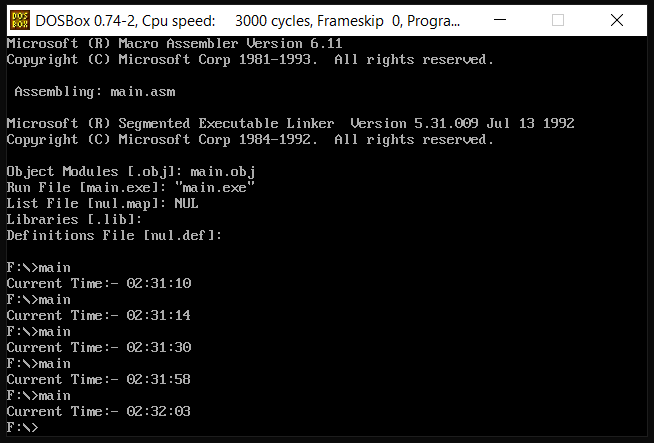 DOS BOX DOSBox 0.74-2, Cpu speed: 3000 cycles, Frameskip 0, Progra...
Microsoft (R) Macro Assembler Version 6.11
Copyright (C) Microsoft Corp 1981-1993. All rights reserved.
Assembling: main.asm
Microsoft (R) Segmented Executable Linker Version 5.31.009 Jul 13 1992
Copyright (C) Microsoft Corp 1984-1992. All rights reserved.
Object Modules [.obj]: main.obj
Run File [main.exe]: "main.exe"
List File [nul.map]: NUL
Libraries [.lib]:
Definitions File [nul.def]:
F:\>main
Current Time:- 02:31:10
F:\>main
Current Time:- 02:31:14
F:\>main
Current Time:- 02:31:30
F:\>main
Current Time:- 02:31:58
F:\>main
Current Time:- 02:32:03
F:\>